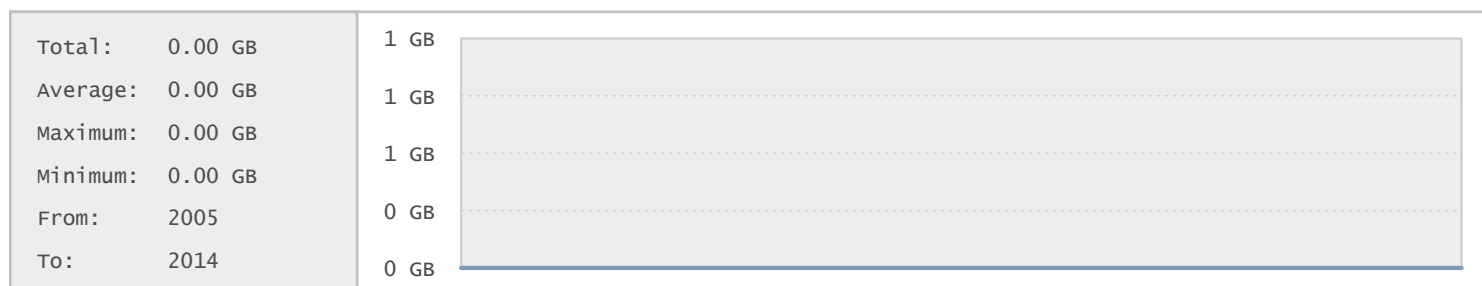 Total: 0.00 GB
Average: 0.00 GB
Maximum: 0.00 GB
Minimum: 0.00 GB
From: 2005
To: 2014
1 GB
1 GB
1 GB
0 GB
0 GB